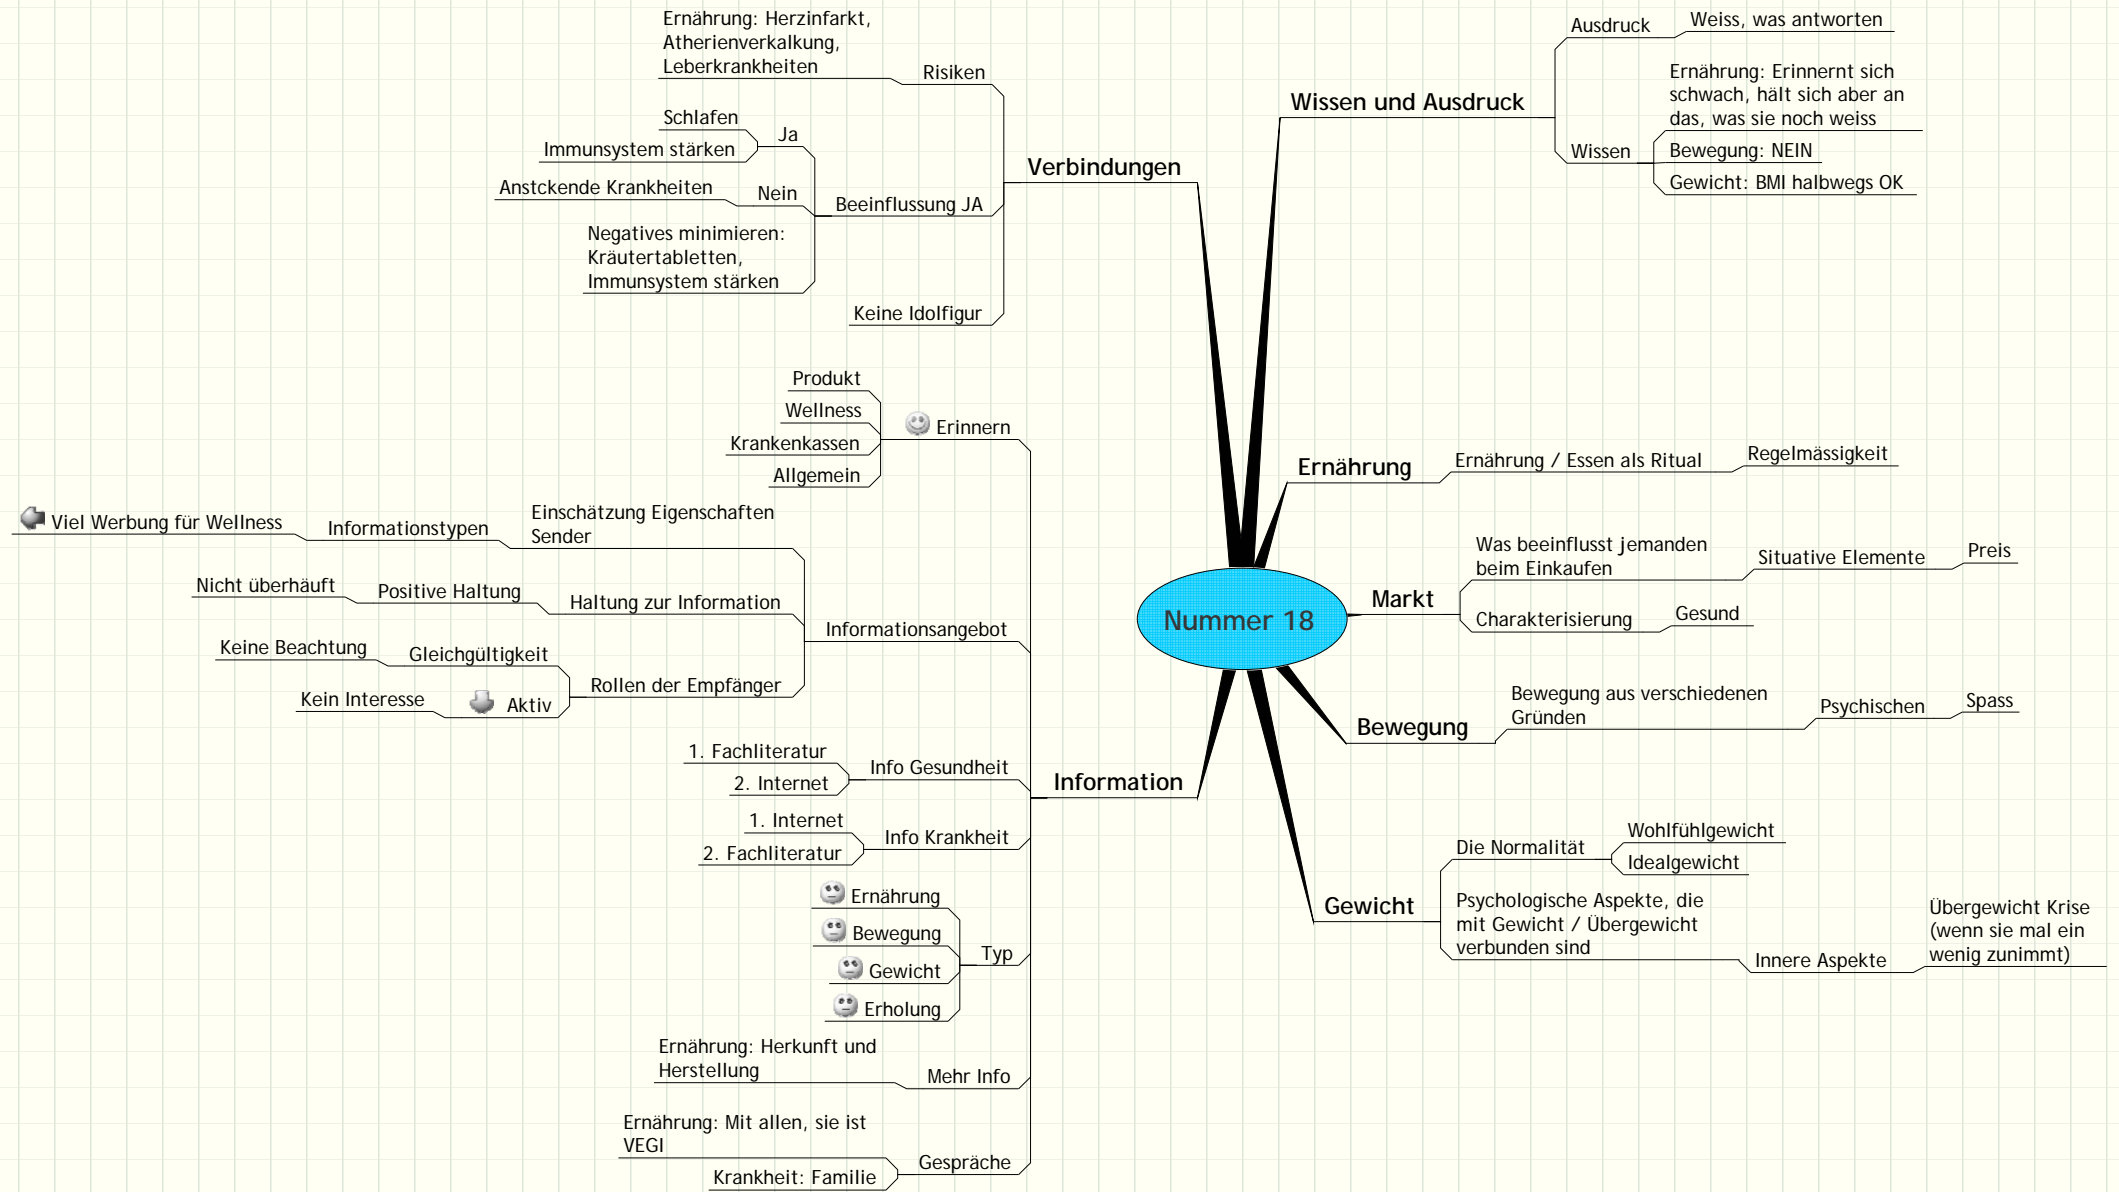 Nummer 18
Wissen und Ausdruck
Ausdruck
Weiss, was antworten
Wissen
Ernährung: Erinnernt sich
schwach, hält sich aber an
das, was sie noch weiss
Bewegung: NEIN
Gewicht: BMI halbwegs OK
Ernährung
Ernährung / Essen als Ritual
Regelmässigkeit
Markt
Was beeinflusst jemanden
beim Einkaufen
Situative Elemente
Preis
Charakterisierung
Gesund
Bewegung
Bewegung aus verschiedenen
Gründen
Psychischen
Spass
Gewicht
Die Normalität
Wohlfühlgewicht
Idealgewicht
Psychologische Aspekte, die
mit Gewicht / Übergewicht
verbunden sind
Innere Aspekte
Übergewicht Krise
(wenn sie mal ein
wenig zunimmt)
Verbindungen
Risiken
Ernährung: Herzinfarkt,
Atherienverkalkung,
Leberkrankheiten
Beeinflussung JA
Ja
Schlafen
Immunsystem stärken
Nein
Anstckende Krankheiten
Negatives minimieren:
Kräutertabletten,
Immunsystem stärken
Keine Idolfigur
Information
Erinnern
Produkt
Wellness
Krankenkassen
Allgemein
Informationsangebot
Einschätzung Eigenschaften
Sender
Informationstypen
Viel Werbung für Wellness
Haltung zur Information
Positive Haltung
Nicht überhäuft
Rollen der Empfänger
Gleichgültigkeit
Keine Beachtung
Aktiv
Kein Interesse
Info Gesundheit
1. Fachliteratur
2. Internet
Info Krankheit
1. Internet
2. Fachliteratur
Typ
Ernährung
Bewegung
Gewicht
Erholung
Mehr Info
Ernährung: Herkunft und
Herstellung
Gespräche
Ernährung: Mit allen, sie ist
VEGI
Krankheit: Familie